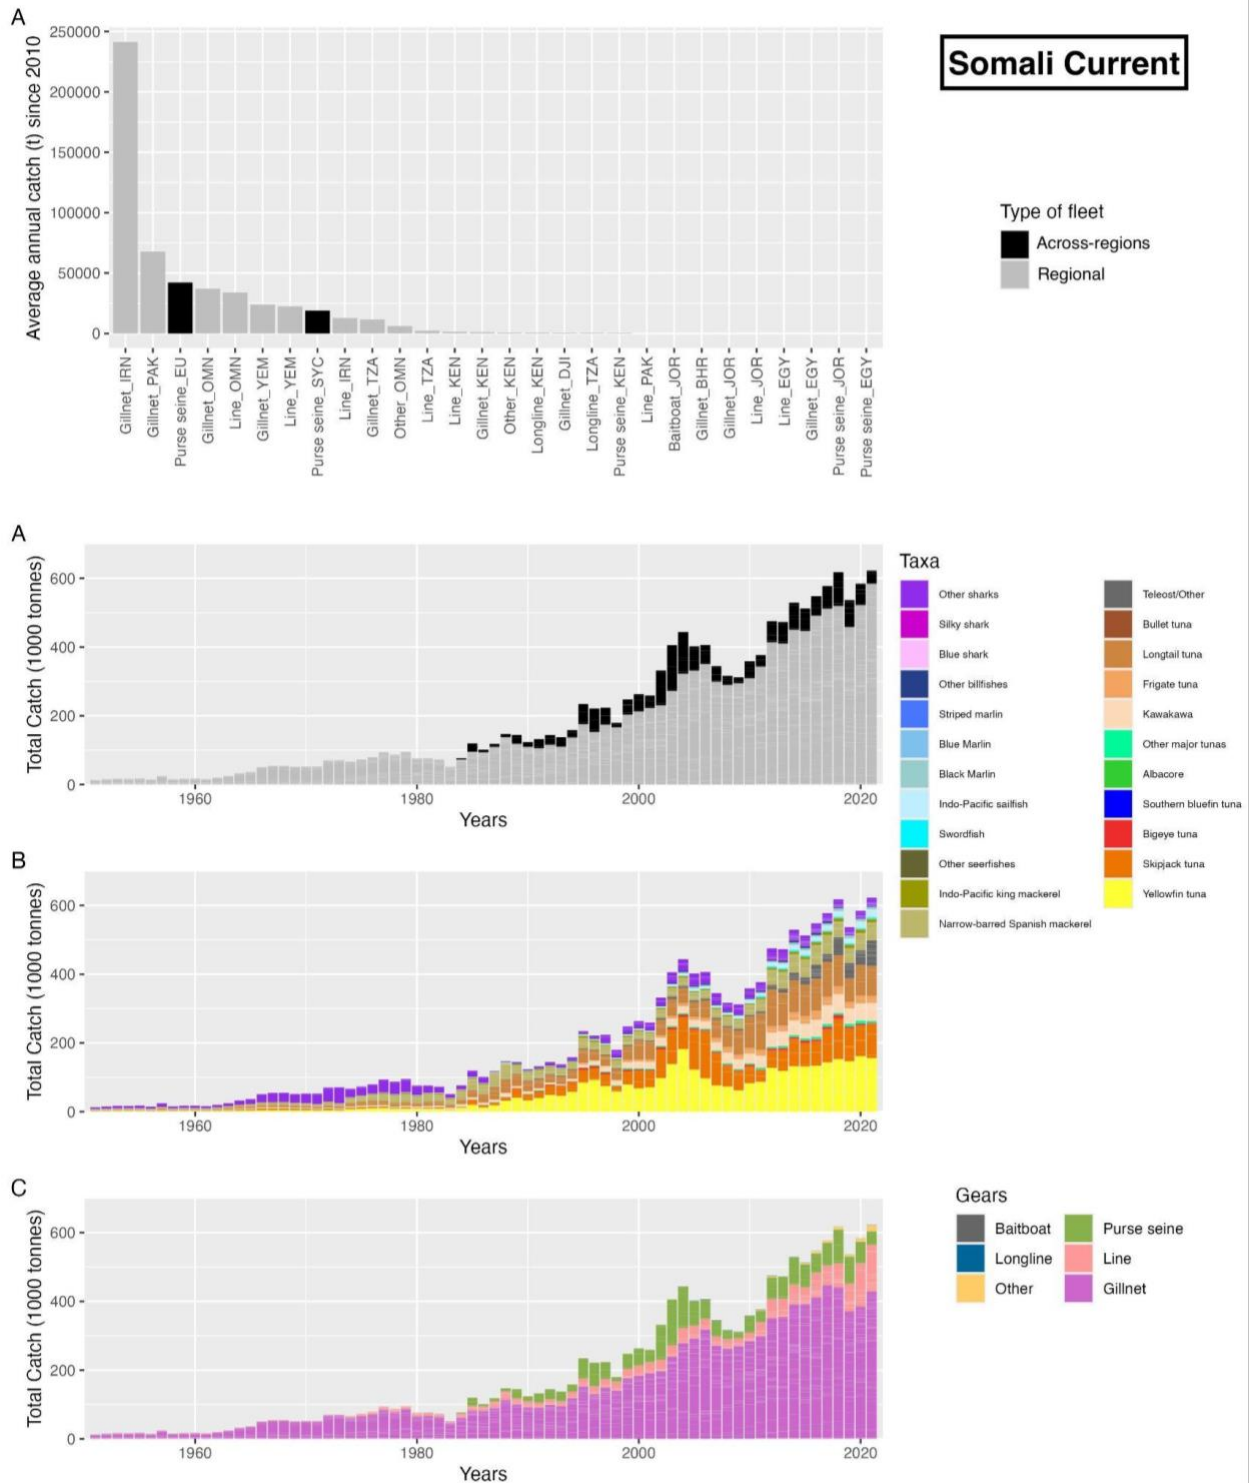 A
Somali Current
Average annual catch (t) since 2010
250000
200000
150000
100000
50000
0
Gillnet_IRN
Gillnet_PAK
Purse seine_EU
Gillnet_OMN
Line_OMN
Gillnet_YEM
Line_YEM
Purse seine_SYC
Line_IRN
Gillnet_TZA
Other_OMN
Line_TZA
Line_KEN
Gillnet_KEN
Other_KEN
Longline_KEN
Gillnet_DJI
Longline_TZA
Purse seine_KEN
Line_PAK
Baitboat_JOR
Gillnet_BHR
Gillnet_JOR
Line_JOR
Line_EGY
Gillnet_EGY
Purse seine_JOR
Purse seine_EGY
Type of fleet
Across-regions
Regional
A
Total Catch (1000 tonnes)
600
400
200
0
1960
1980
2000
2020
Years
Taxa
Other sharks
Silky shark
Blue shark
Other billfishes
Striped marlin
Blue Marlin
Black Marlin
Indo-Pacific sailfish
Swordfish
Other seerfishes
Indo-Pacific king mackerel
Narrow-barred Spanish mackerel
Teleost/Other
Bullet tuna
Longtail tuna
Frigate tuna
Kawakawa
Other major tunas
Albacore
Southern bluefin tuna
Bigeye tuna
Skipjack tuna
Yellowfin tuna
B
Total Catch (1000 tonnes)
600
400
200
0
1960
1980
2000
2020
Years
C
Total Catch (1000 tonnes)
600
400
200
0
1960
1980
2000
2020
Years
Gears
Baitboat
Longline
Other
Purse seine
Line
Gillnet